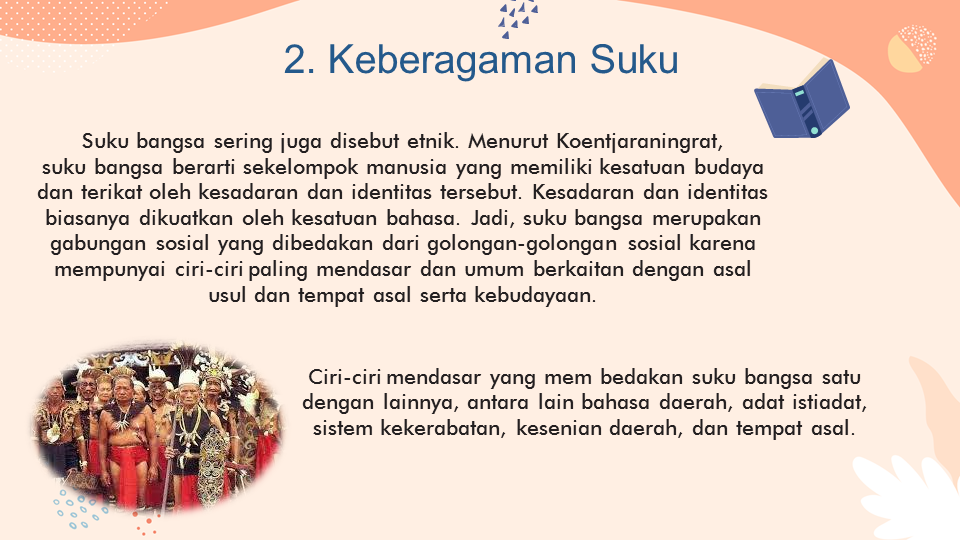 2. Keberagaman Suku
Suku bangsa sering juga disebut etnik. Menurut Koentjaraningrat,
suku bangsa berarti sekelompok manusia yang memiliki kesatuan budaya
dan terikat oleh kesadaran dan identitas tersebut. Kesadaran dan identitas
biasanya dikuatkan oleh kesatuan bahasa. Jadi, suku bangsa merupakan
gabungan sosial yang dibedakan dari golongan-golongan sosial karena
mempunyai ciri-ciri paling mendasar dan umum berkaitan dengan asal
usul dan tempat asal serta kebudayaan.
Ciri-ciri mendasar yang mem bedakan suku bangsa satu
dengan lainnya, antara lain bahasa daerah, adat istiadat,
sistem kekerabatan, kesenian daerah, dan tempat asal.